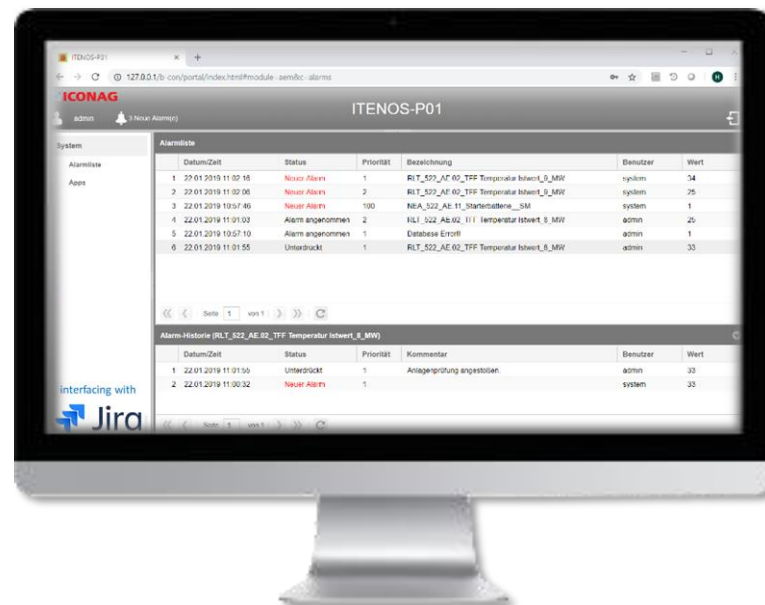 ITENOS-P01
127.0.0.1/b-con/portal/index.html#module=aem&c=alarms
ICONAG
ITENOS-P01
admin 3 Neue Alarm(e)
System
Alarmliste
Apps
Alarmliste
Datum/Zeit Status Priorität Bezeichnung Benutzer Wert
1 22.01.2019 11:02:16 Neuer Alarm 1 RLT_522_AE.02_TFF Temperatur Istwert_9_MW system 34
2 22.01.2019 11:02:06 Neuer Alarm 2 RLT_522_AE.02_TFF Temperatur Istwert_9_MW system 25
3 22.01.2019 10:57:46 Neuer Alarm 100 NEA_522_AE.11_Starterbatterie__SM system 1
4 22.01.2019 11:01:03 Alarm angenommen 2 RLT_522_AE.02_TFF Temperatur Istwert_8_MW admin 25
5 22.01.2019 10:57:10 Alarm angenommen 1 Database Error!!! admin 1
6 22.01.2019 11:01:55 Unterdrückt 1 RLT_522_AE.02_TFF Temperatur Istwert_8_MW admin 33
Seite 1 von 1
Alarm-Historie (RLT_522_AE.02_TFF Temperatur Istwert_8_MW)
Datum/Zeit Status Priorität Kommentar Benutzer Wert
1 22.01.2019 11:01:55 Unterdrückt 1 Anlagenprüfung angestoßen. admin 33
2 22.01.2019 11:00:32 Neuer Alarm 1 system 33
Seite 1 von 1
interfacing with
Jira